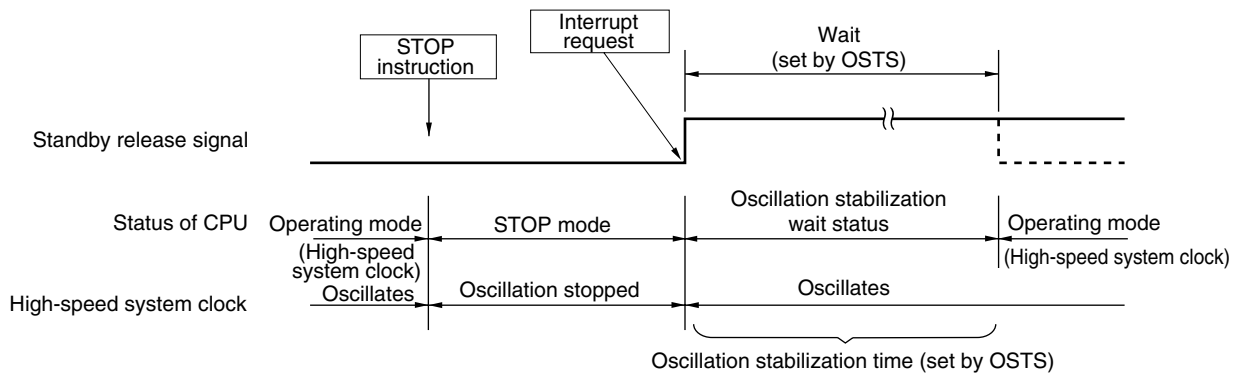 Interrupt
request
Wait
(set by OSTS)
STOP
instruction
Standby release signal
Oscillation stabilization
wait status
Status of CPU
Operating mode
(High-speed
system clock)
STOP mode
Operating mode
(High-speed system clock)
High-speed system clock
Oscillates
Oscillation stopped
Oscillates
Oscillation stabilization time (set by OSTS)